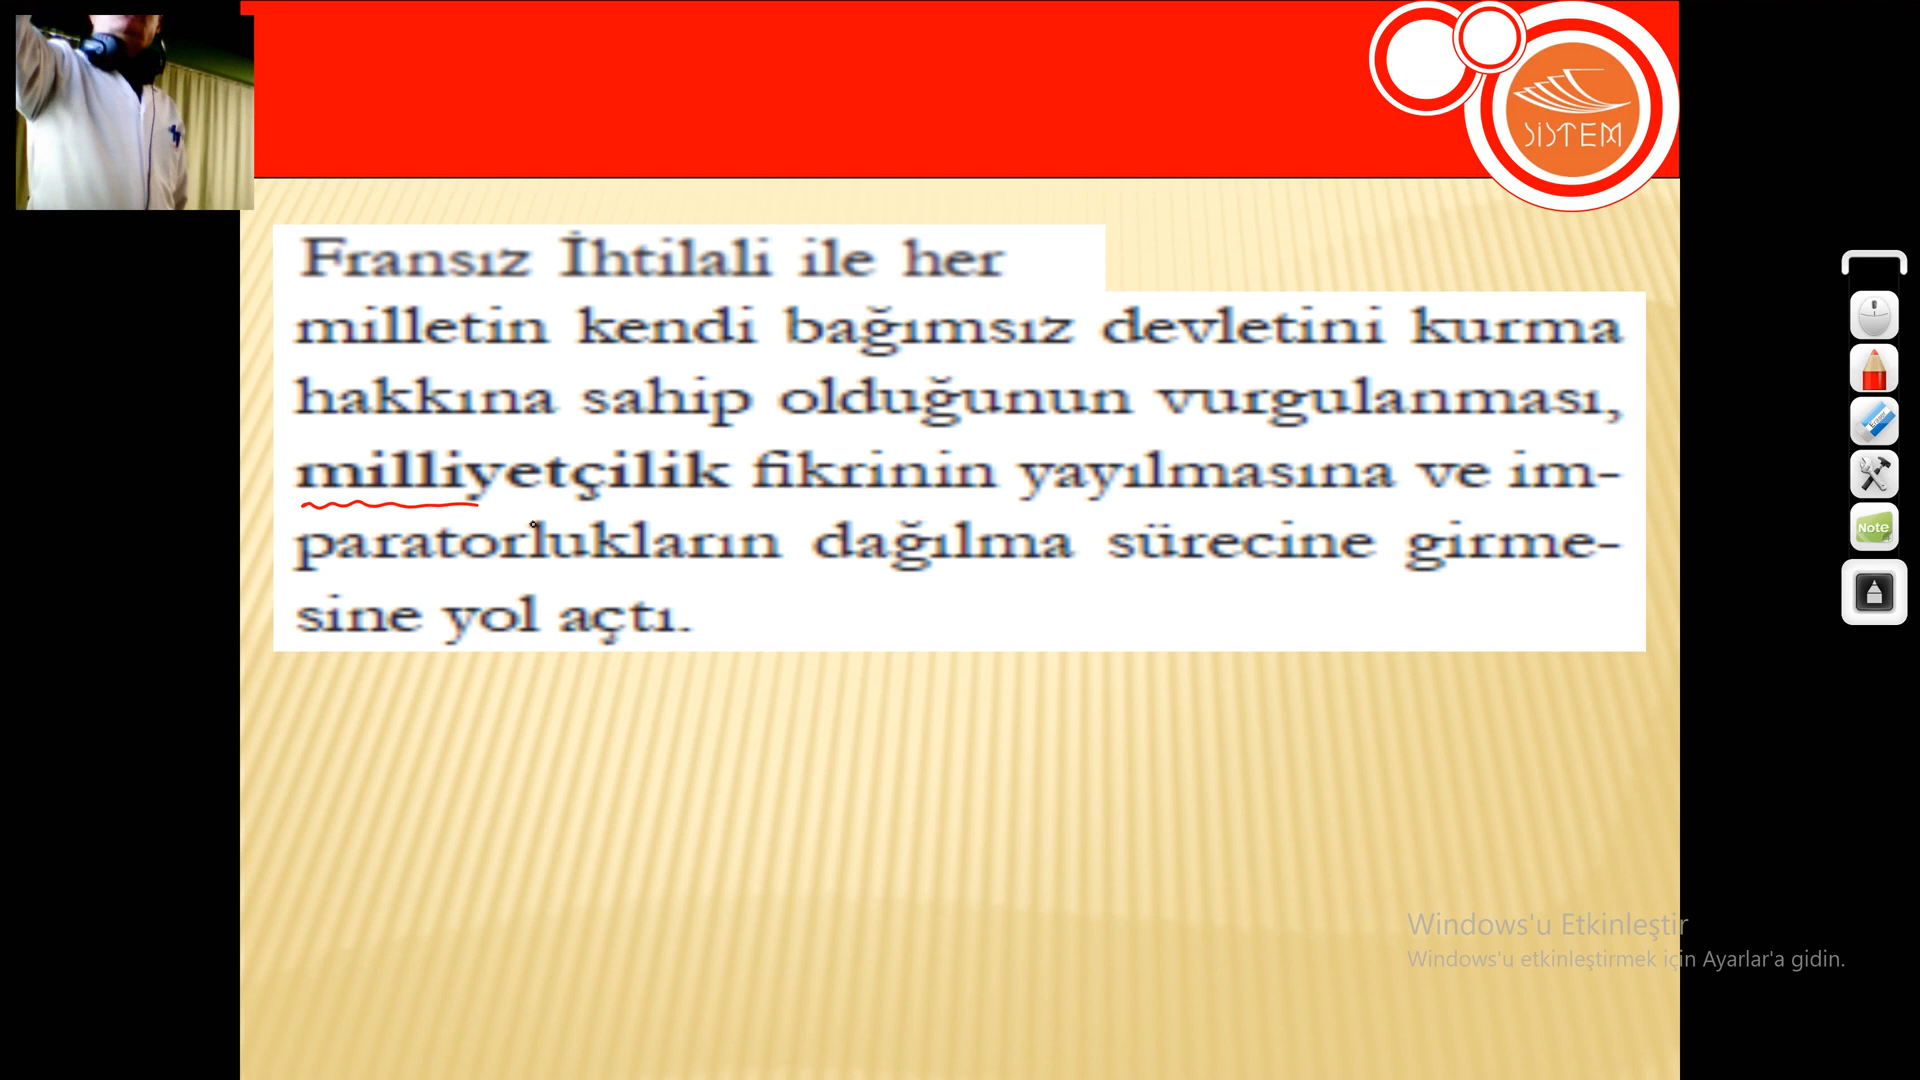 SİSTEM
Fransız İhtilali ile her
milletin kendi bağımsız devletini kurma
hakkına sahip olduğunun vurgulanması,
milliyetçilik fikrinin yayılmasına ve im-
paratorlukların dağılma sürecine girme-
sine yol açtı.
Note
Windows'u Etkinleştir
Windows'u etkinleştirmek için Ayarlar'a gidin.